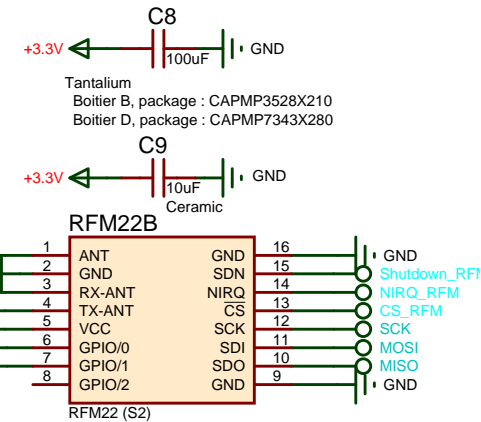 C8
+3.3V
GND
100uF
Tantalium
Boitier B, package : CAPMP3528X210
Boitier D, package : CAPMP7343X280
C9
+3.3V
GND
10uF
Ceramic
RFM22B
1 ANT GND 16 GND
2 GND SDN 15 Shutdown_RFM
3 RX-ANT NIRQ 14 NIRQ_RFM
4 TX-ANT CS 13 CS_RFM
5 VCC SCK 12 SCK
6 GPIO/0 SDI 11 MOSI
7 GPIO/1 SDO 10 MISO
8 GPIO/2 GND 9 GND
RFM22 (S2)